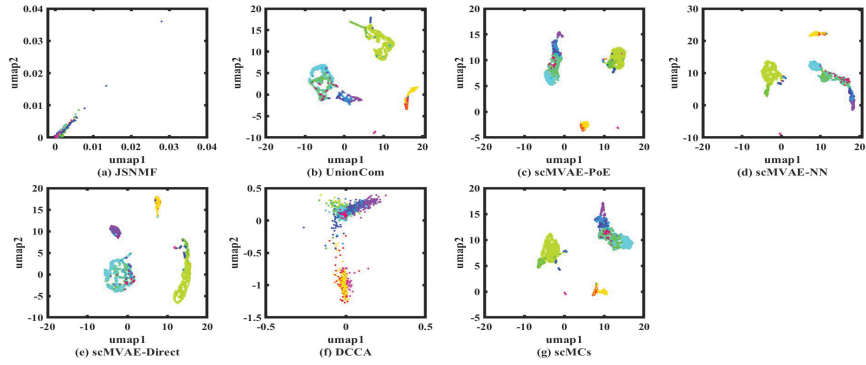 0.04
0.03
0.02
0.01
0
umap2
0 0.01 0.02 0.03 0.04
umap1
(a) JSNMF
20
15
10
5
0
-5
-10
umap2
-20 -10 0 10 20
umap1
(b) UnionCom
20
15
10
5
0
-5
umap2
-20 -10 0 10 20
umap1
(c) scMVAE-PoE
30
20
10
0
-10
umap2
-20 -10 0 10 20
umap1
(d) scMVAE-NN
20
15
10
5
0
-5
-10
umap2
-20 -10 0 10 20
umap1
(e) scMVAE-Direct
0.5
0
-0.5
-1
-1.5
umap2
-0.5 0 0.5
umap1
(f) DCCA
20
15
10
5
0
-5
umap2
-20 -10 0 10 20
umap1
(g) scMCs